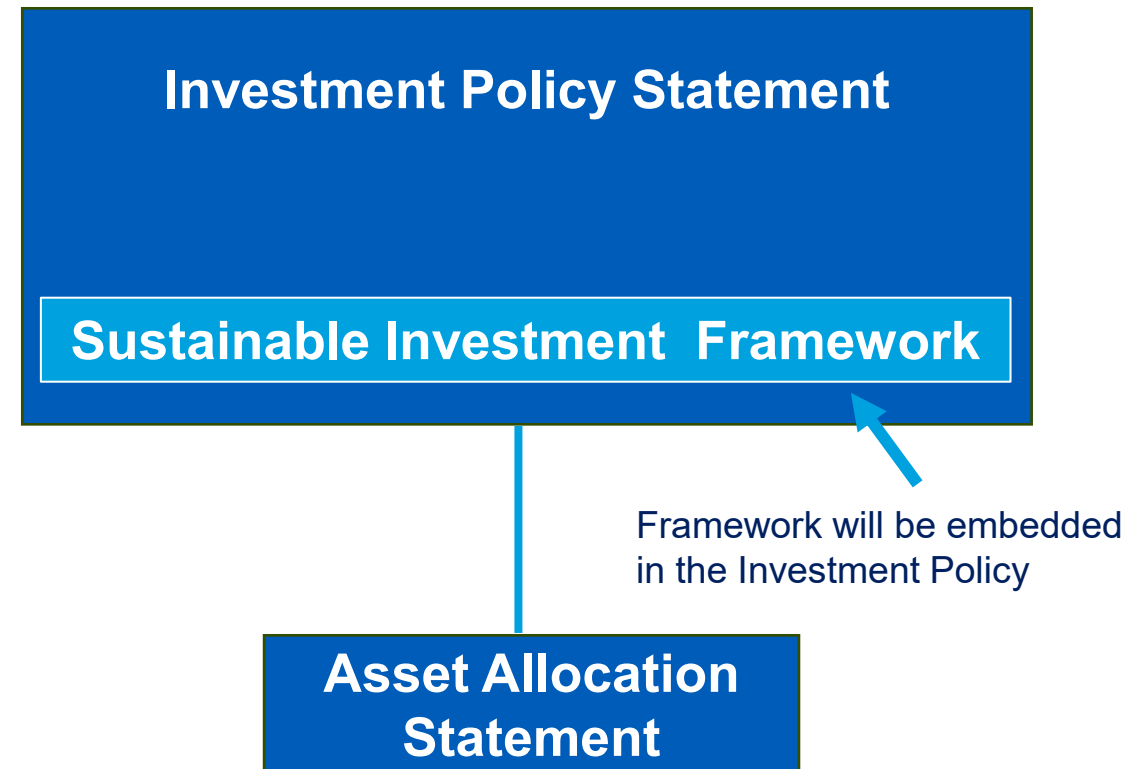 Investment Policy Statement
Sustainable Investment  Framework
Framework will be embedded
in the Investment Policy
Asset Allocation
Statement